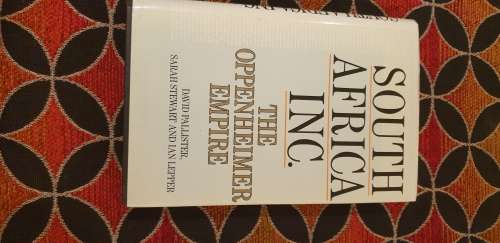 SOUTH
AFRICA
INC.
THE
OPPENHEIMER
EMPIRE
DAVID PALLISTER,
SARAH STEWART AND IAN LEPPER